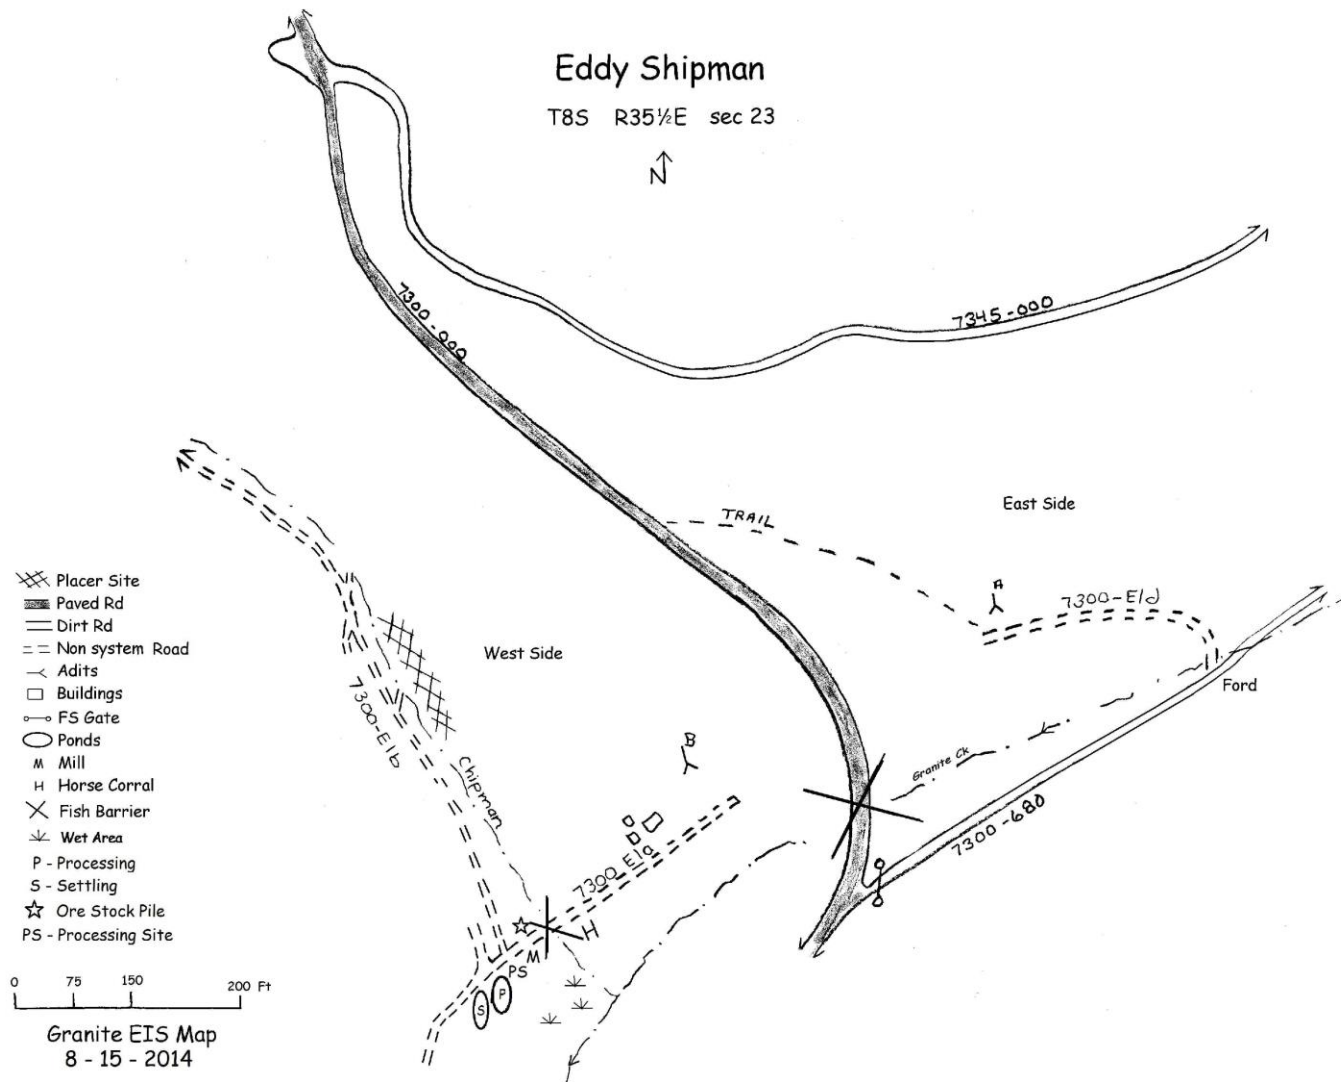 Eddy Shipman
T8S R35½E sec 23
N
7300-000
7345-000
TRAIL
East Side
A
7300-E1d
Ford
Granite Ck
7300-680
West Side
7300-E1b
Chipman
B
7300 E1a
H
M
PS
P
S
Placer Site
Paved Rd
Dirt Rd
Non system Road
Adits
Buildings
FS Gate
Ponds
M Mill
H Horse Corral
Fish Barrier
Wet Area
P - Processing
S - Settling
Ore Stock Pile
PS - Processing Site
0 75 150 200 Ft
Granite EIS Map
8 - 15 - 2014